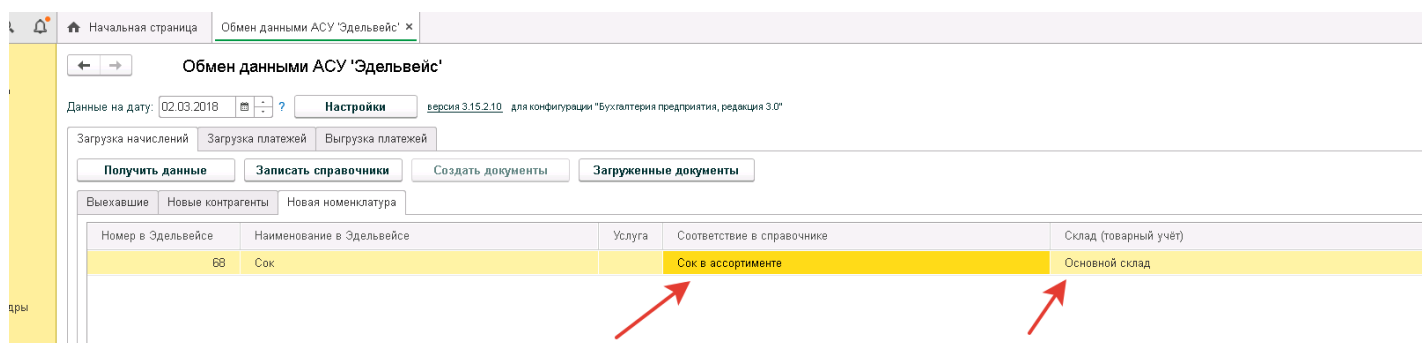 Начальная страница Обмен данными АСУ 'Эдельвейс' ×
Обмен данными АСУ 'Эдельвейс'
Данные на дату: 02.03.2018 ? Настройки версия 3.15.2.10 для конфигурации "Бухгалтерия предприятия, редакция 3.0"
Загрузка начислений Загрузка платежей Выгрузка платежей
Получить данные Записать справочники Создать документы Загруженные документы
Выехавшие Новые контрагенты Новая номенклатура
Номер в Эдельвейсе Наименование в Эдельвейсе Услуга Соответствие в справочнике Склад (товарный учёт)
68 Сок Сок в ассортименте Основной склад
дры